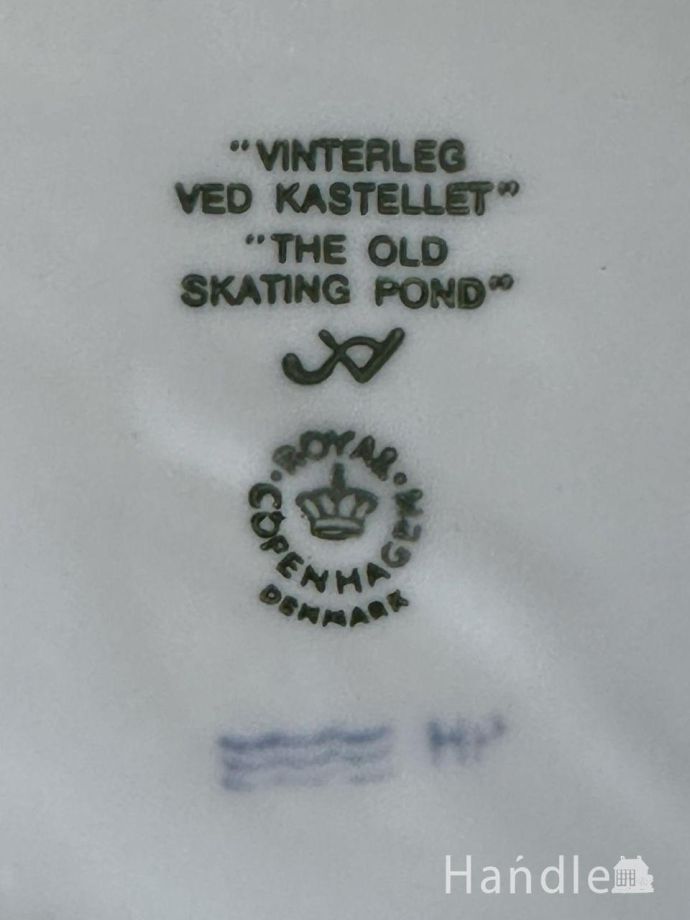 “VINTERLEG
VED KASTELLET”
“THE OLD
SKATING POND”
ROYAL
COPENHAGEN
DENMARK
Handle